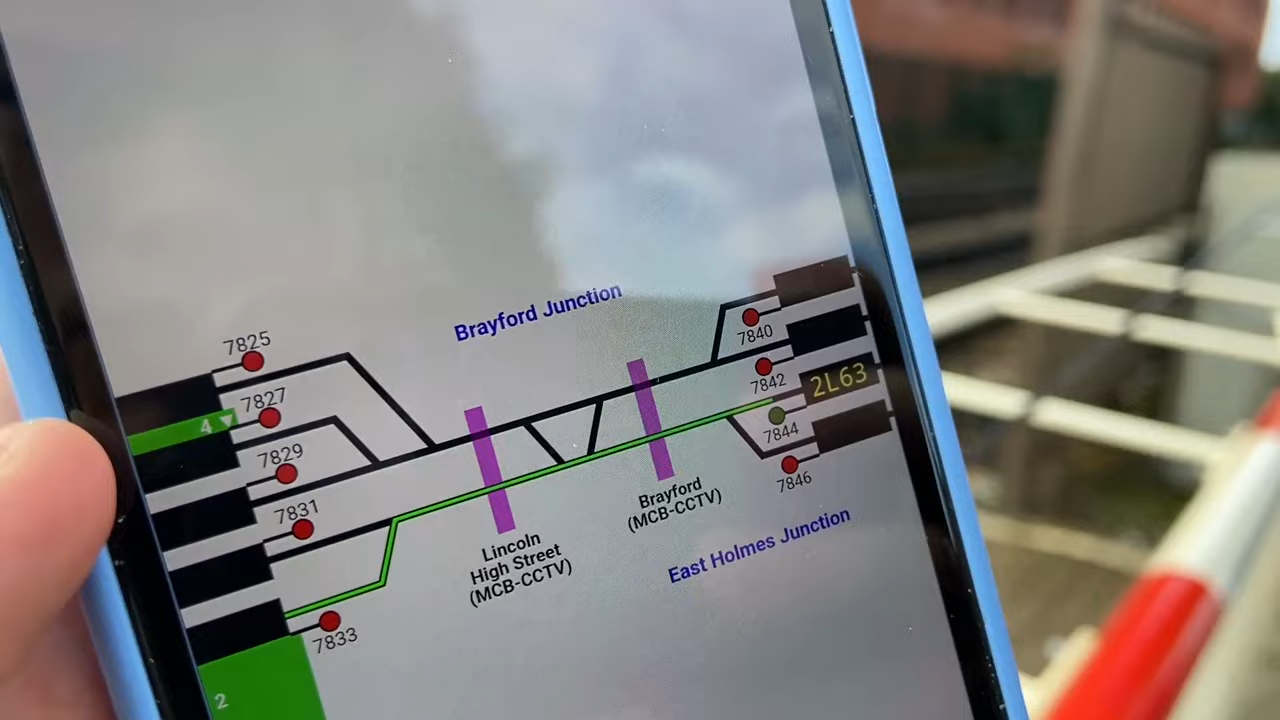 Brayford Junction
7825
7827
4
7829
7831
7833
2
7840
7842
2L63
7844
7846
Lincoln
High Street
(MCB-CCTV)
Brayford
(MCB-CCTV)
East Holmes Junction